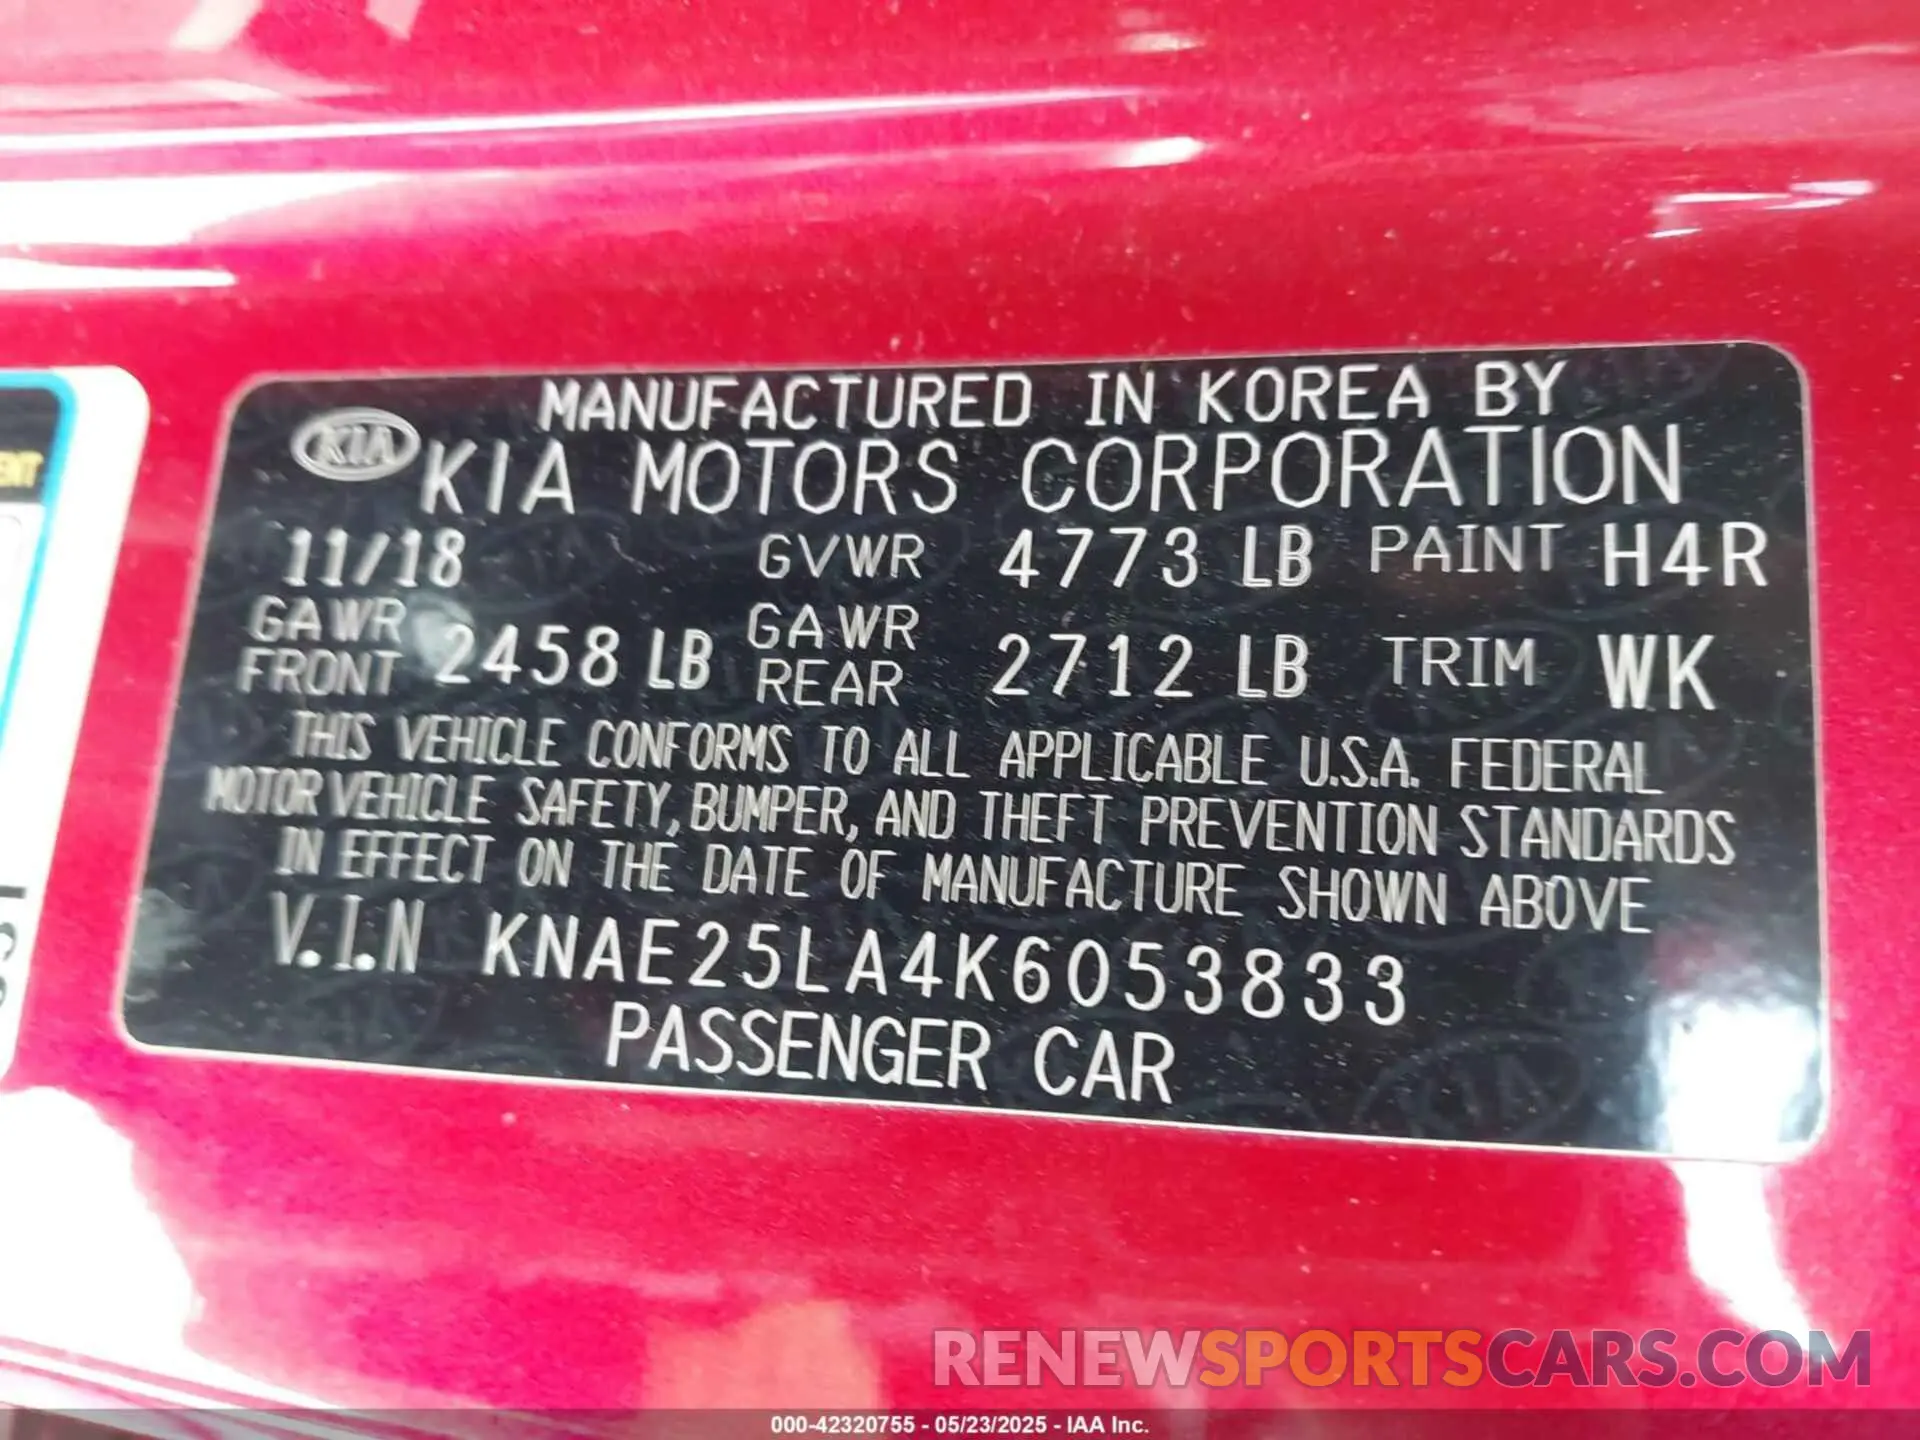 MANUFACTURED IN KOREA BY
KIA KIA MOTORS CORPORATION
11/18 GVWR 4773 LB PAINT H4R
GAWR FRONT 2458 LB GAWR REAR 2712 LB TRIM WK
THIS VEHICLE CONFORMS TO ALL APPLICABLE U.S.A. FEDERAL
MOTOR VEHICLE SAFETY, BUMPER, AND THEFT PREVENTION STANDARDS
IN EFFECT ON THE DATE OF MANUFACTURE SHOWN ABOVE
V.I.N KNAE25LA4K6053833
PASSENGER CAR
RENEWSPORTSCARS.COM
000-42320755 - 05/23/2025 - IAA Inc.